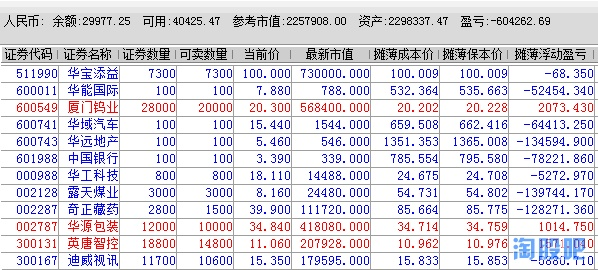 人民币: 余额:29977.25 可用:40425.47 参考市值:2257908.00 资产:2298337.47 盈亏:-604262.69
证券代码 证券名称 证券数量 可卖数量 当前价 最新市值 摊薄成本价 摊薄保本价 摊薄浮动盈亏
511990 华宝添益 7300 7300 100.000 730000.000 100.009 100.009 -68.350
600011 华能国际 100 100 7.880 788.000 532.364 535.663 -52454.340
600549 厦门钨业 28000 20000 20.300 568400.000 20.202 20.228 2073.430
600741 华域汽车 100 100 15.440 1544.000 659.508 662.416 -64413.250
600743 华远地产 100 100 5.460 546.000 1351.353 1365.008 -134594.900
601988 中国银行 100 100 3.390 339.000 785.554 795.580 -78221.860
000988 华工科技 800 800 18.110 14488.000 24.675 24.708 -5272.970
002128 露天煤业 3000 3000 8.160 24480.000 54.731 54.802 -139744.170
002287 奇正藏药 2800 1500 39.900 111720.000 85.664 85.775 -128271.360
002787 华源包装 12000 10000 34.840 418080.000 34.714 34.759 1014.750
300131 英唐智控 18800 14800 11.060 207928.000 10.962 10.976
300167 迪威视讯 11700 10600 15.350 179595.000 15.833 15.853
淘股吧